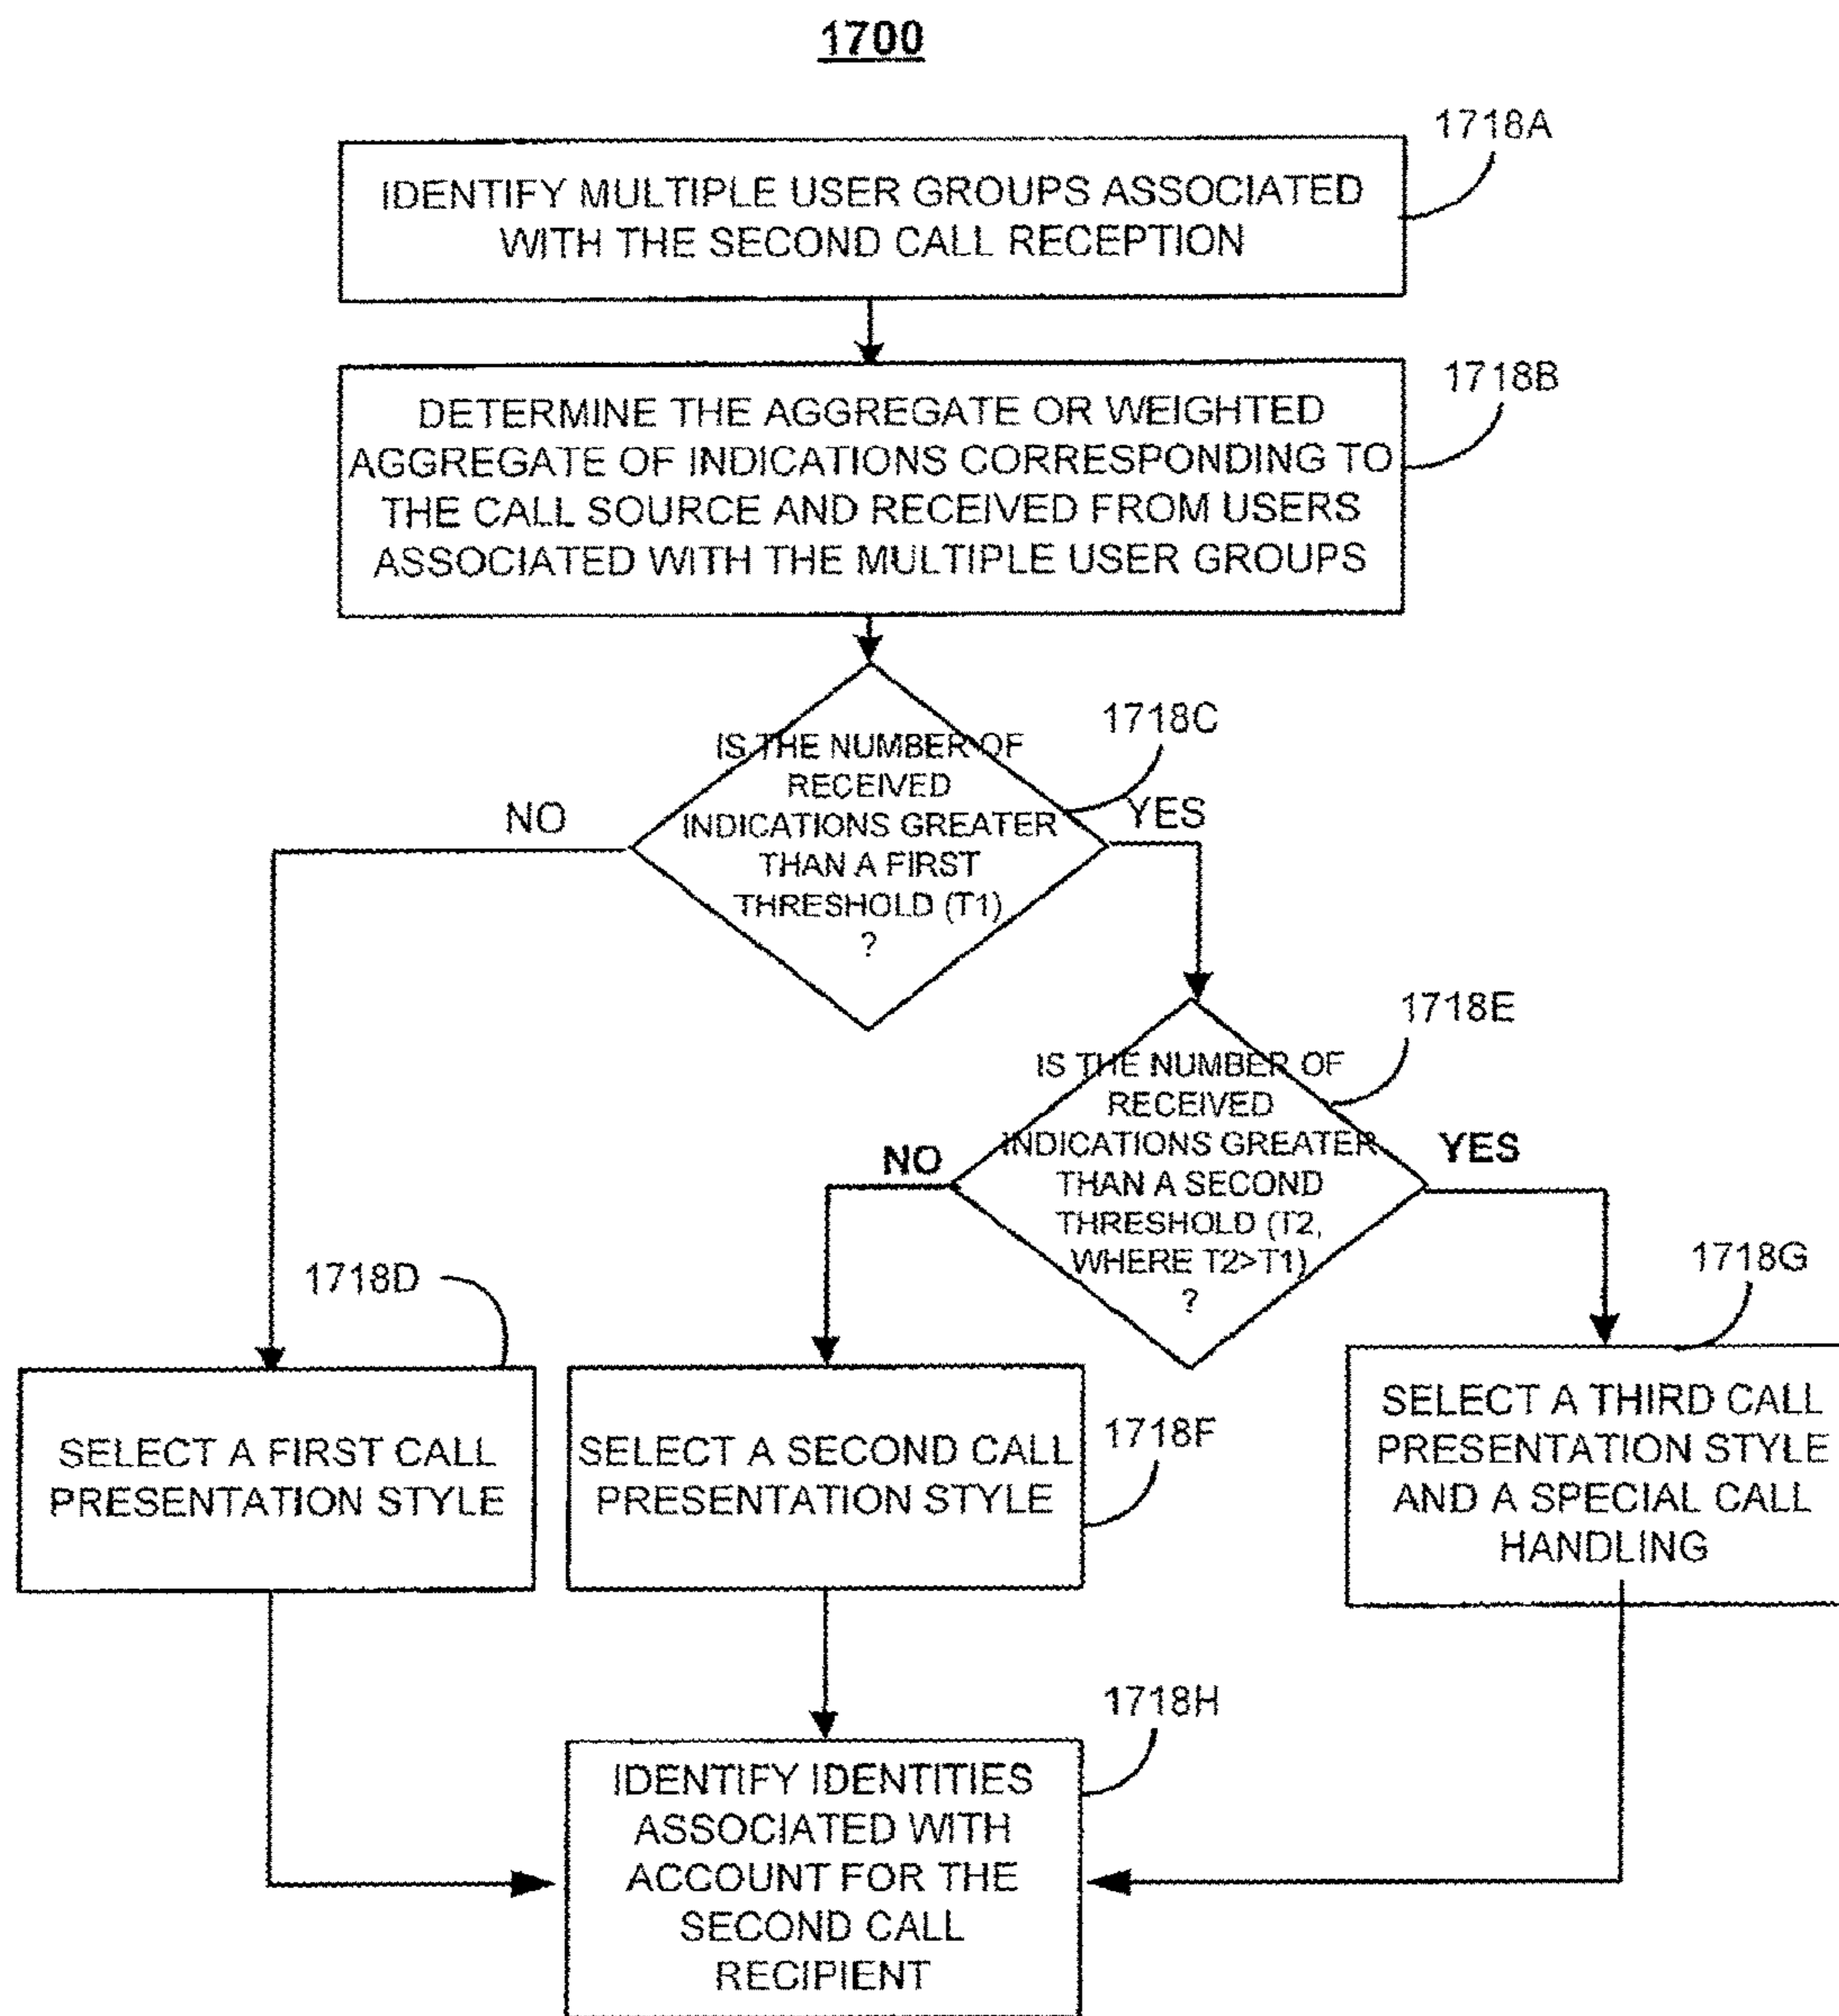 1700
1718A
IDENTIFY MULTIPLE USER GROUPS ASSOCIATED
WITH THE SECOND CALL RECEPTION
1718B
DETERMINE THE AGGREGATE OR WEIGHTED
AGGREGATE OF INDICATIONS CORRESPONDING TO
THE CALL SOURCE AND RECEIVED FROM USERS
ASSOCIATED WITH THE MULTIPLE USER GROUPS
1718C
IS THE NUMBER OF
RECEIVED
INDICATIONS GREATER
THAN A FIRST
THRESHOLD (T1)
?
NO
YES
1718E
IS THE NUMBER OF
RECEIVED
INDICATIONS GREATER
THAN A SECOND
THRESHOLD (T2,
WHERE T2>T1)
?
NO
YES
1718D
SELECT A FIRST CALL
PRESENTATION STYLE
1718F
SELECT A SECOND CALL
PRESENTATION STYLE
1718G
SELECT A THIRD CALL
PRESENTATION STYLE
AND A SPECIAL CALL
HANDLING
1718H
IDENTIFY IDENTITIES
ASSOCIATED WITH
ACCOUNT FOR THE
SECOND CALL
RECIPIENT